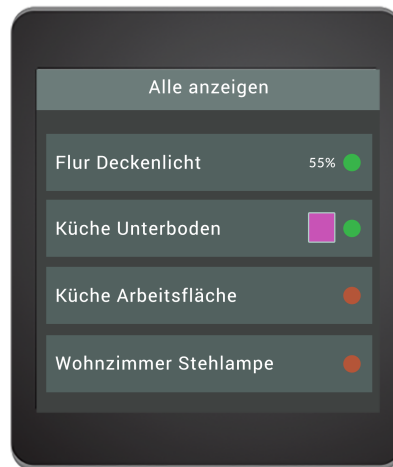 Alle anzeigen
Flur Deckenlicht 55%
Küche Unterboden
Küche Arbeitsfläche
Wohnzimmer Stehlampe